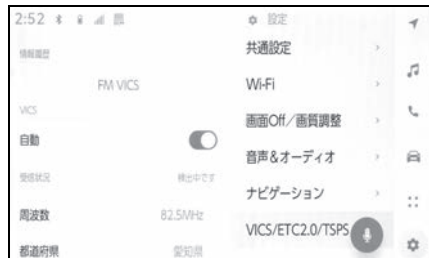 2:52
情報履歴
FM VICS
VICS
自動
受信状況 検出中です
周波数 82.5MHz
都道府県 愛知県
設定
共通設定
Wi-Fi
画面Off／画質調整
音声&オーディオ
ナビゲーション
VICS/ETC2.0/TSPS